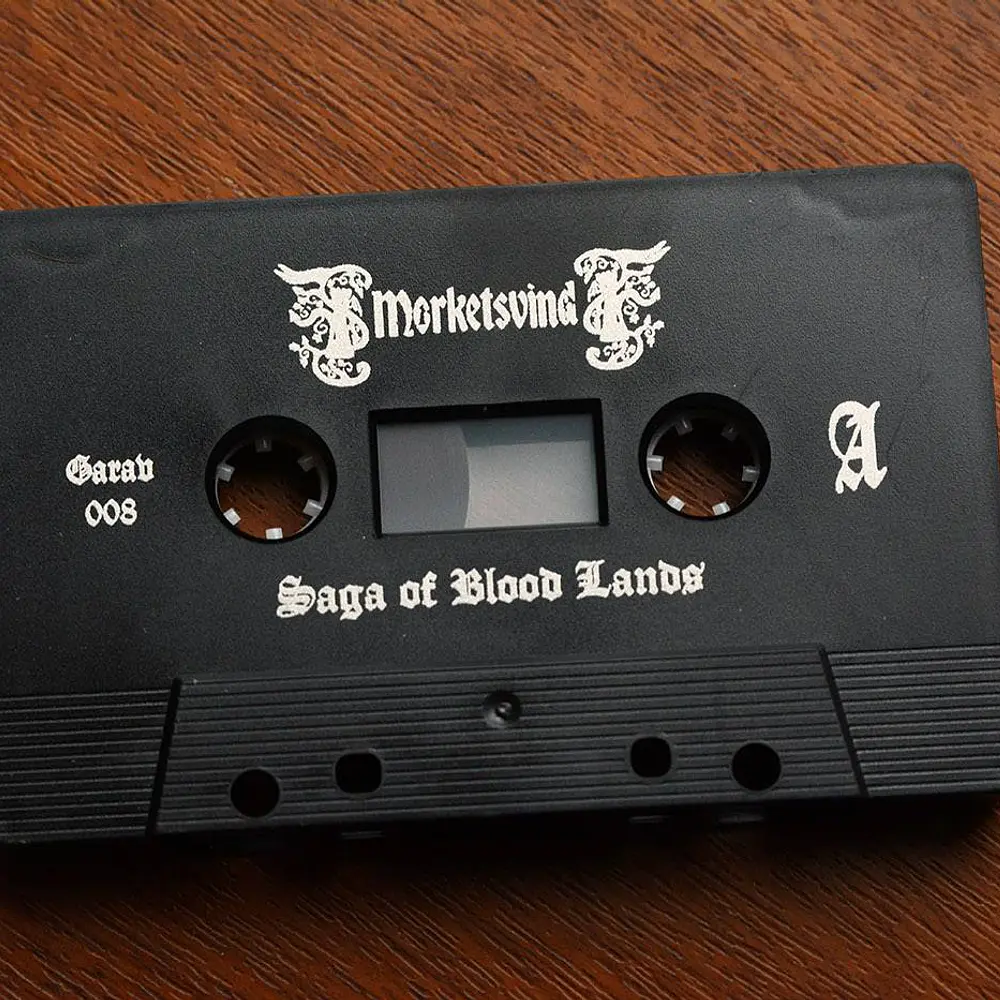 Morketsvind
Garav
008
A
Saga of Blood Lands